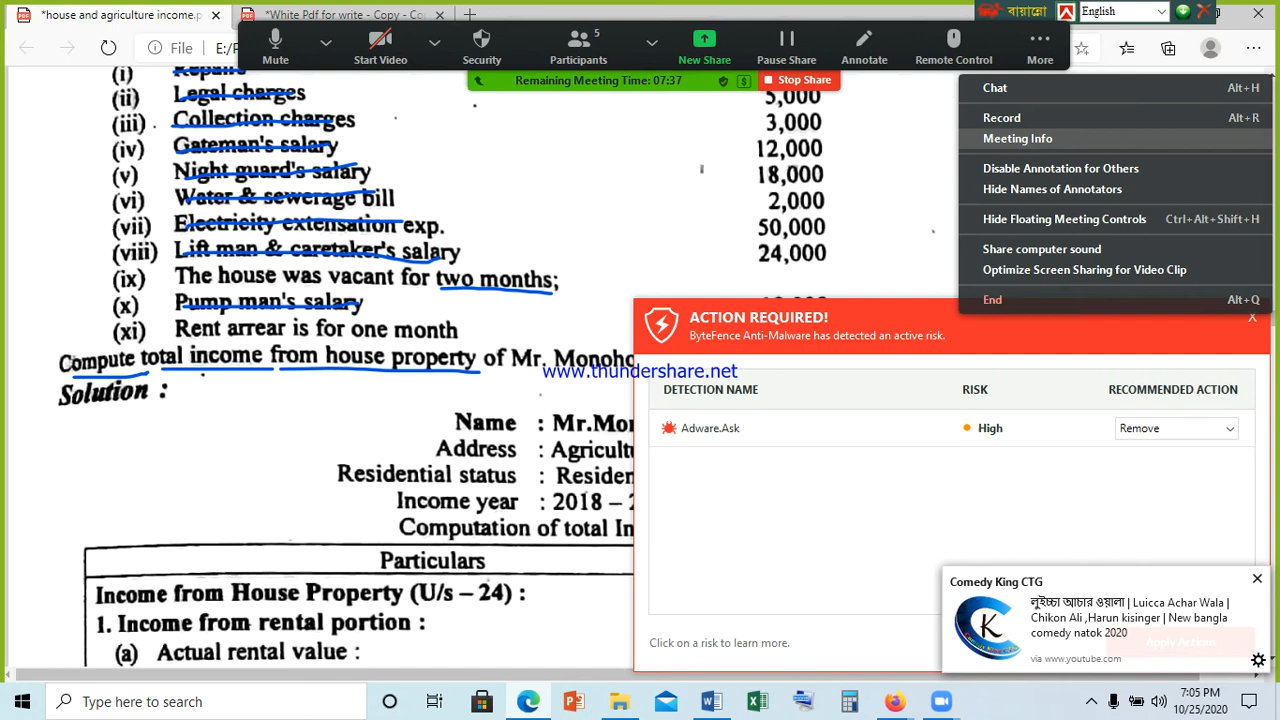 *house and agriculture income.p
*White Pdf for write - Copy - Cop
বায়ান্নো
English
File
E:/P
Mute
Start Video
Security
5
Participants
New Share
Pause Share
Annotate
Remote Control
More
Remaining Meeting Time: 07:37
Stop Share
Chat Alt+H
Record Alt+R
Meeting Info
Disable Annotation for Others
Hide Names of Annotators
Hide Floating Meeting Controls Ctrl+Alt+Shift+H
Share computer sound
Optimize Screen Sharing for Video Clip
End Alt+Q
(i) Repairs
(ii) Legal charges 5,000
(iii) Collection charges 3,000
(iv) Gateman's salary 12,000
(v) Night guard's salary 18,000
(vi) Water & sewerage bill 2,000
(vii) Electricity extensation exp. 50,000
(viii) Lift man & caretaker's salary 24,000
(ix) The house was vacant for two months;
(x) Pump man's salary
(xi) Rent arrear is for one month
Compute total income from house property of Mr. Monoho
www.thundershare.net
Solution :
Name : Mr.Mon
Address : Agricultu
Residential status : Residen
Income year : 2018 – 2
Computation of total In
Particulars
Income from House Property (U/s – 24) :
1. Income from rental portion :
(a) Actual rental value :
ACTION REQUIRED!
ByteFence Anti-Malware has detected an active risk.
X
DETECTION NAME RISK RECOMMENDED ACTION
Adware.Ask High Remove
Click on a risk to learn more.
Apply Actions
Comedy King CTG
লুইচ্চা আচার ওয়ালা | Luicca Achar Wala |
Chikon Ali ,Harun kisinger | New bangla
comedy natok 2020
via www.youtube.com
Type here to search
7:05 PM
10/25/2020